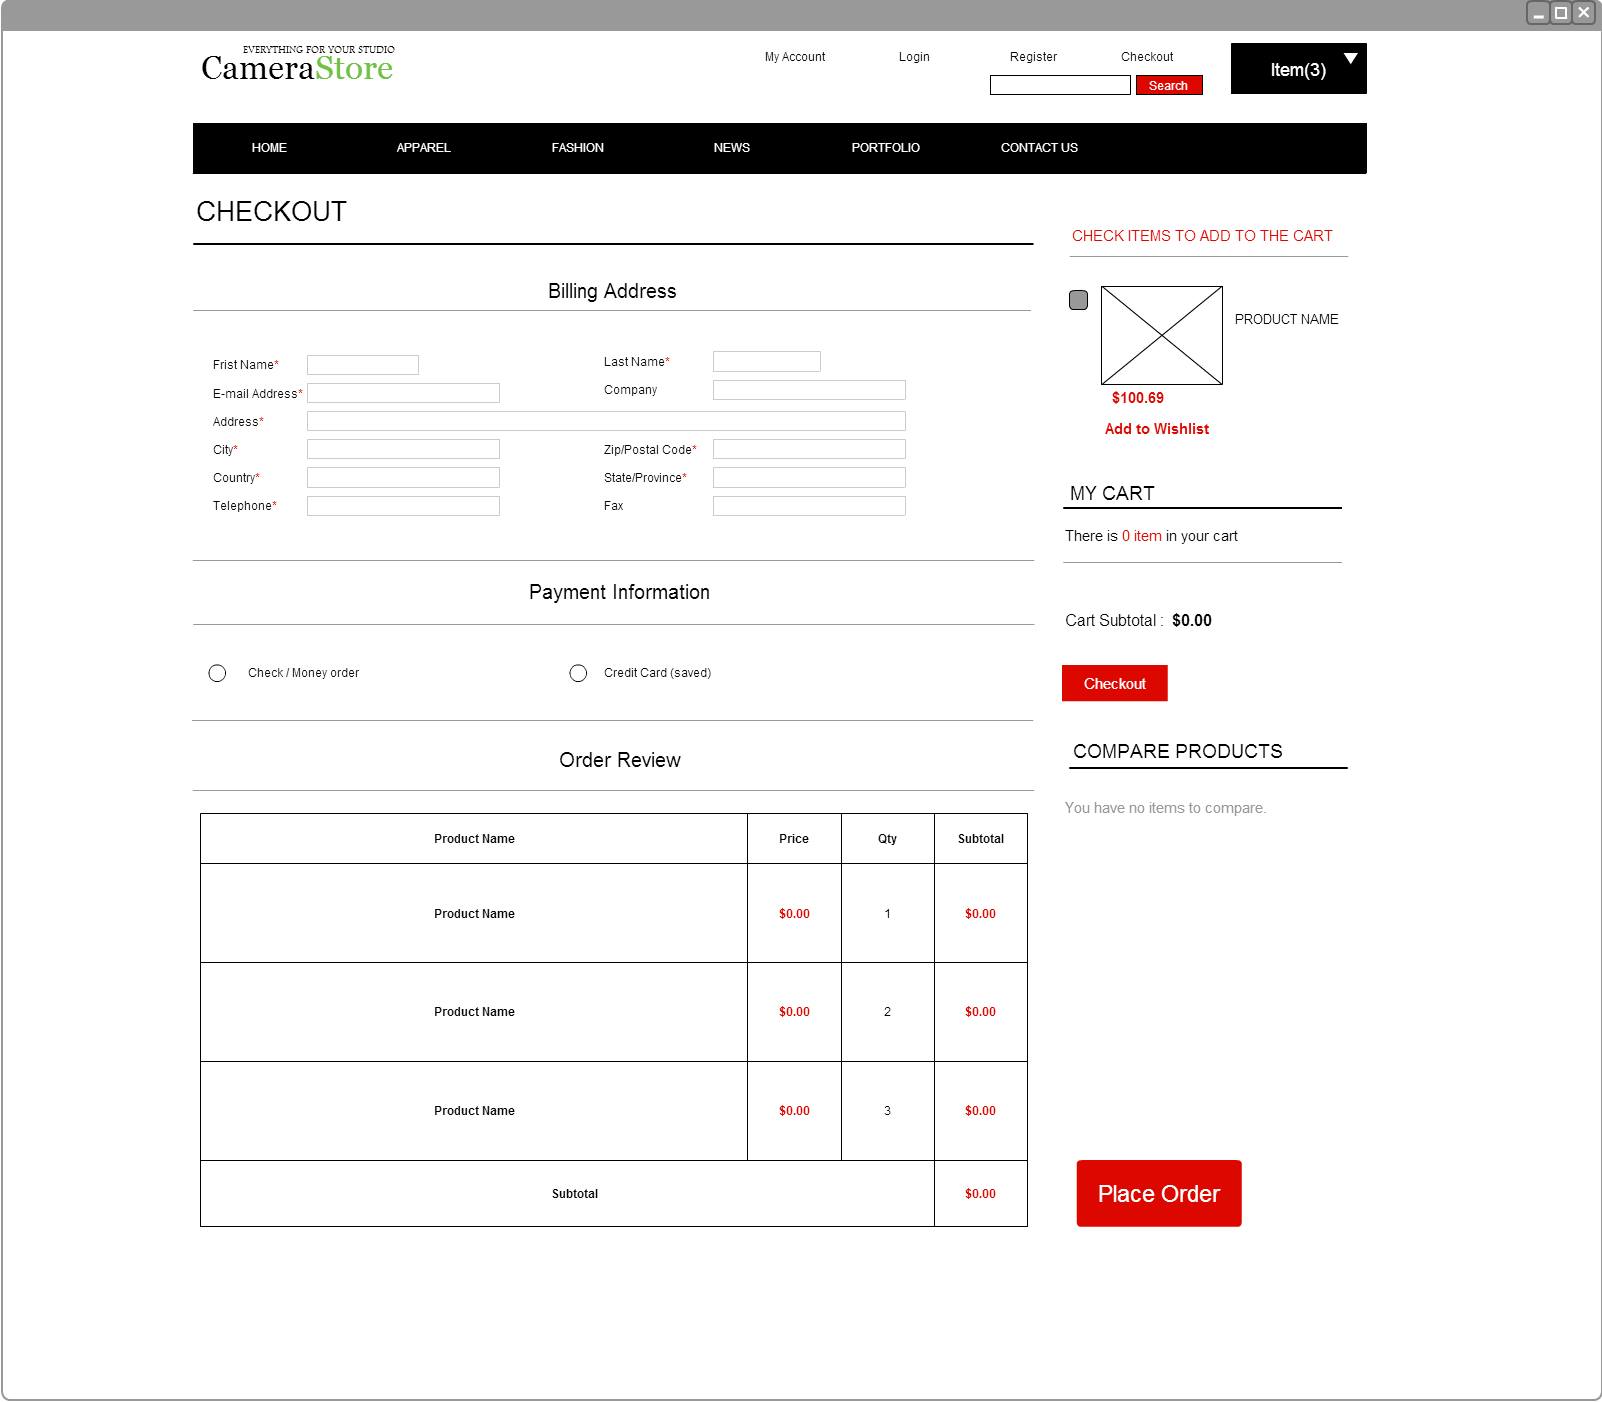 EVERYTHING FOR YOUR STUDIO
CameraStore
My Account Login Register Checkout
Search
Item(3)
HOME APPAREL FASHION NEWS PORTFOLIO CONTACT US
CHECKOUT
Billing Address
Frist Name* Last Name*
E-mail Address* Company
Address*
City* Zip/Postal Code*
Country* State/Province*
Telephone* Fax
Payment Information
Check / Money order Credit Card (saved)
Order Review
Product Name Price Qty Subtotal
Product Name $0.00 1 $0.00
Product Name $0.00 2 $0.00
Product Name $0.00 3 $0.00
Subtotal $0.00
CHECK ITEMS TO ADD TO THE CART
PRODUCT NAME
$100.69
Add to Wishlist
MY CART
There is 0 item in your cart
Cart Subtotal : $0.00
Checkout
COMPARE PRODUCTS
You have no items to compare.
Place Order